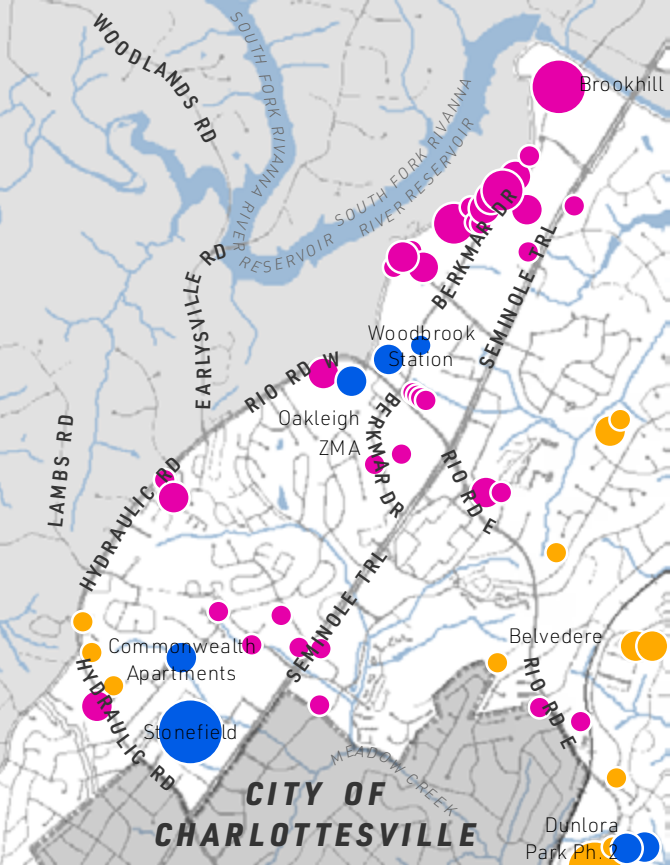 WOODLANDS RD
SOUTH FORK RIVANNA
RIVANNA RIVER RESERVOIR
SOUTH FORK RIVANNA
RIVER RESERVOIR
Brookhill
EARLYSVILLE RD
BERKMAR DR
SEMINOLE TRL
Woodbrook
Station
RIO RD W
Oakleigh
ZMA
BERKMAR DR
LAMBS RD
HYDRAULIC RD
RIO RD E
SEMINOLE TRL
Commonwealth
Apartments
Belvedere
HYDRAULIC RD
RIO RD E
Stonefield
MEADOW CREEK
CITY OF
CHARLOTTESVILLE
Dunlora
Park Ph. 2